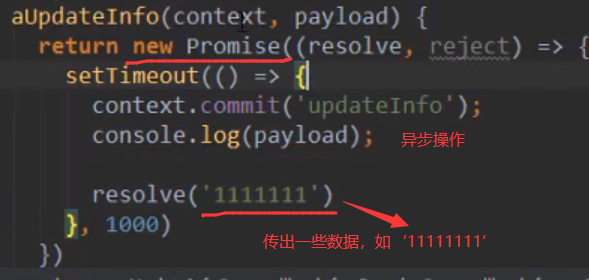 aUpdateInfo(context, payload) {
return new Promise((resolve, reject) => {
setTimeout(() => {
context.commit('updateInfo');
console.log(payload);
异步操作
resolve('1111111')
}, 1000)
传出一些数据，如‘11111111’
})